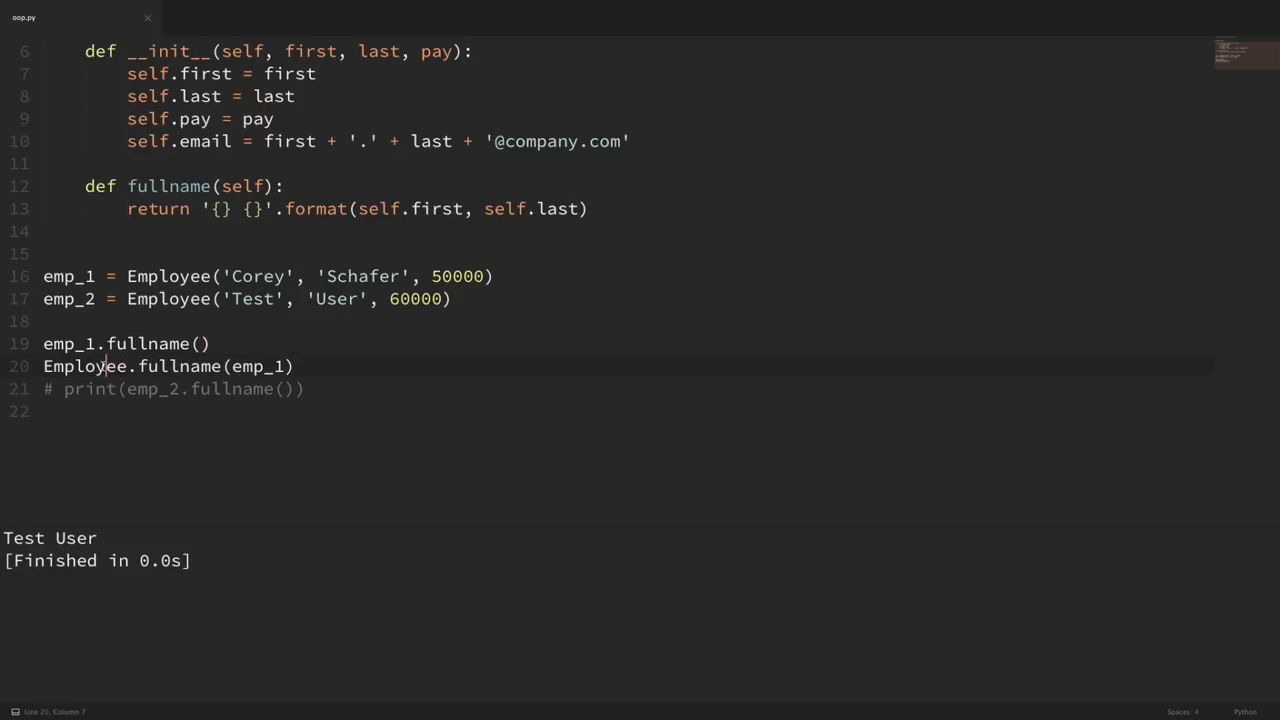 oop.py ×
6 def __init__(self, first, last, pay):
7 self.first = first
8 self.last = last
9 self.pay = pay
10 self.email = first + '.' + last + '@company.com'
11
12 def fullname(self):
13 return '{} {}'.format(self.first, self.last)
14
15
16 emp_1 = Employee('Corey', 'Schafer', 50000)
17 emp_2 = Employee('Test', 'User', 60000)
18
19 emp_1.fullname()
20 Employee.fullname(emp_1)
21 # print(emp_2.fullname())
22
Test User
[Finished in 0.0s]
Line 20, Column 7 Spaces: 4 Python